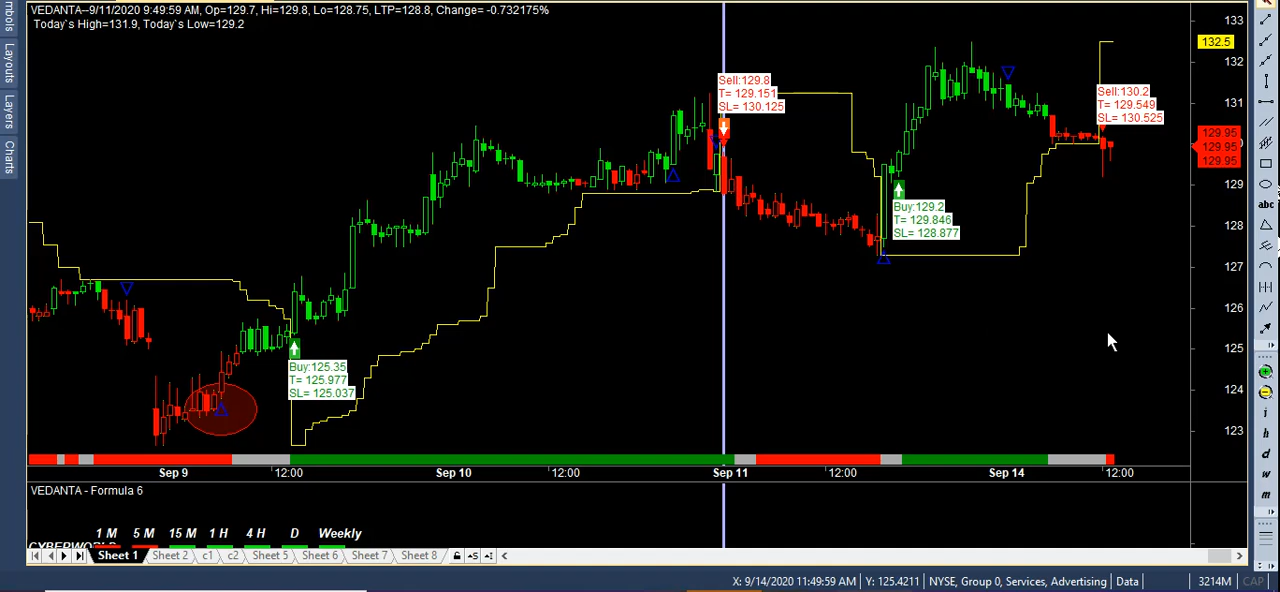 VEDANTA--9/11/2020 9:49:59 AM, Op=129.7, Hi=129.8, Lo=128.75, LTP=128.8, Change= -0.732175%
Today`s High=131.9, Today`s Low=129.2
Layouts
Layers
Charts
133
132.5
132
131
129.95
129.95
129.95
129
128
127
126
125
124
123
Sell:129.8
T= 129.151
SL= 130.125
Sell:130.2
T= 129.549
SL= 130.525
Buy:129.2
T= 129.846
SL= 128.877
Buy:125.35
T= 125.977
SL= 125.037
Sep 9
12:00
Sep 10
12:00
Sep 11
12:00
Sep 14
12:00
VEDANTA - Formula 6
1 M 5 M 15 M 1 H 4 H D Weekly
Sheet 1 Sheet 2 c1 c2 Sheet 5 Sheet 6 Sheet 7 Sheet 8
abc
i
h
d
w
m
X: 9/14/2020 11:49:59 AM Y: 125.4211 NYSE, Group 0, Services, Advertising Data 3214M CAP